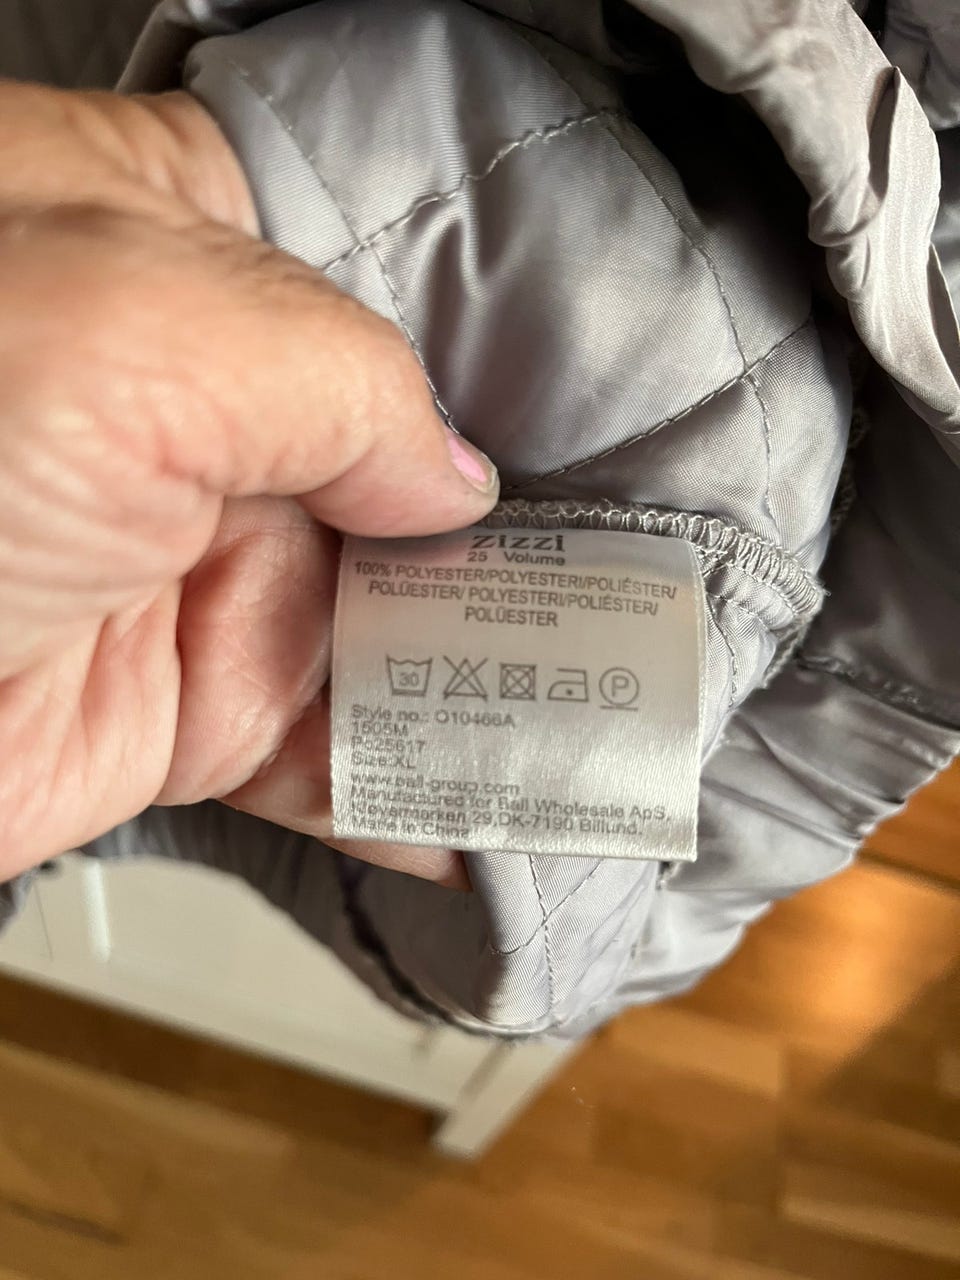 zizzi
25 Volume
100% POLYESTER/POLYESTERI/POLIÉSTER/
POLÜESTER/ POLYESTERI/POLIÉSTER/
POLÜESTER
30 P
Style no.: O10466A
1505M
Po25617
Size:XL
www.ball-group.com
Manufactured for Ball Wholesale ApS,
Kløvermarken 29,DK-7190 Billund.
Made in China